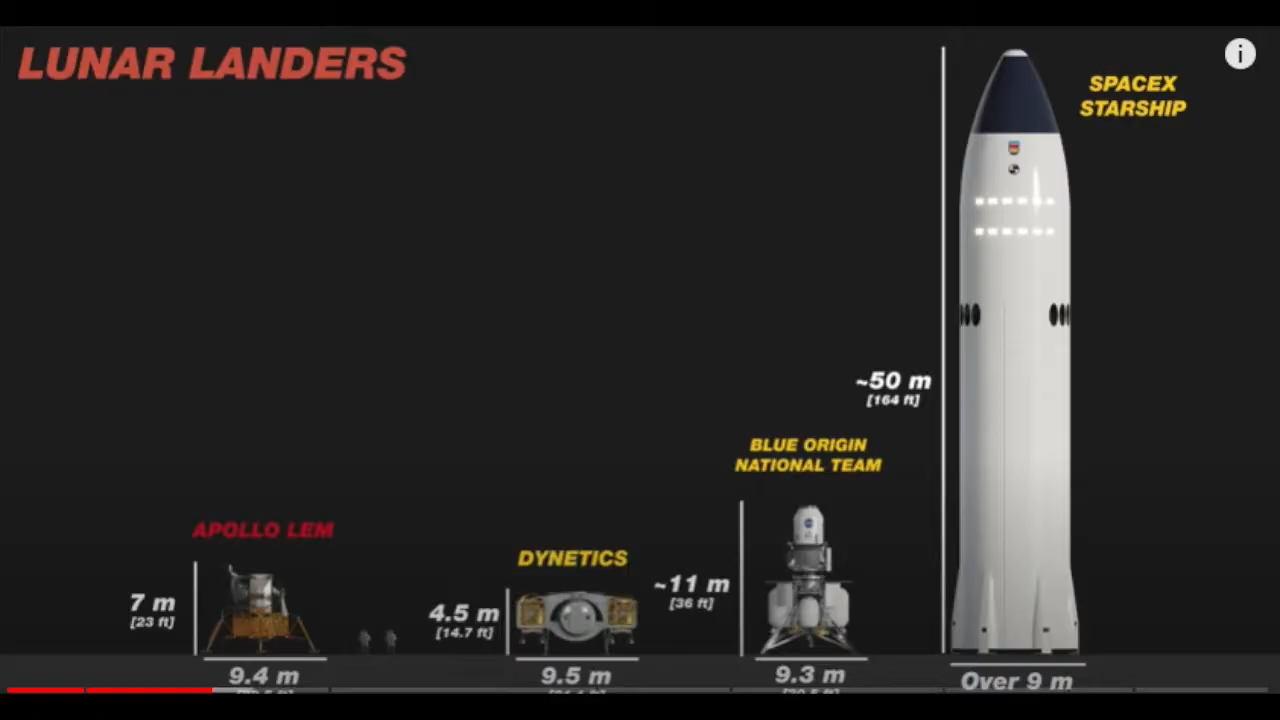 LUNAR LANDERS
i
SPACEX
STARSHIP
~50 m
[164 ft]
BLUE ORIGIN
NATIONAL TEAM
APOLLO LEM
DYNETICS
~11 m
[36 ft]
7 m
[23 ft]
4.5 m
[14.7 ft]
9.4 m
9.5 m
9.3 m
Over 9 m